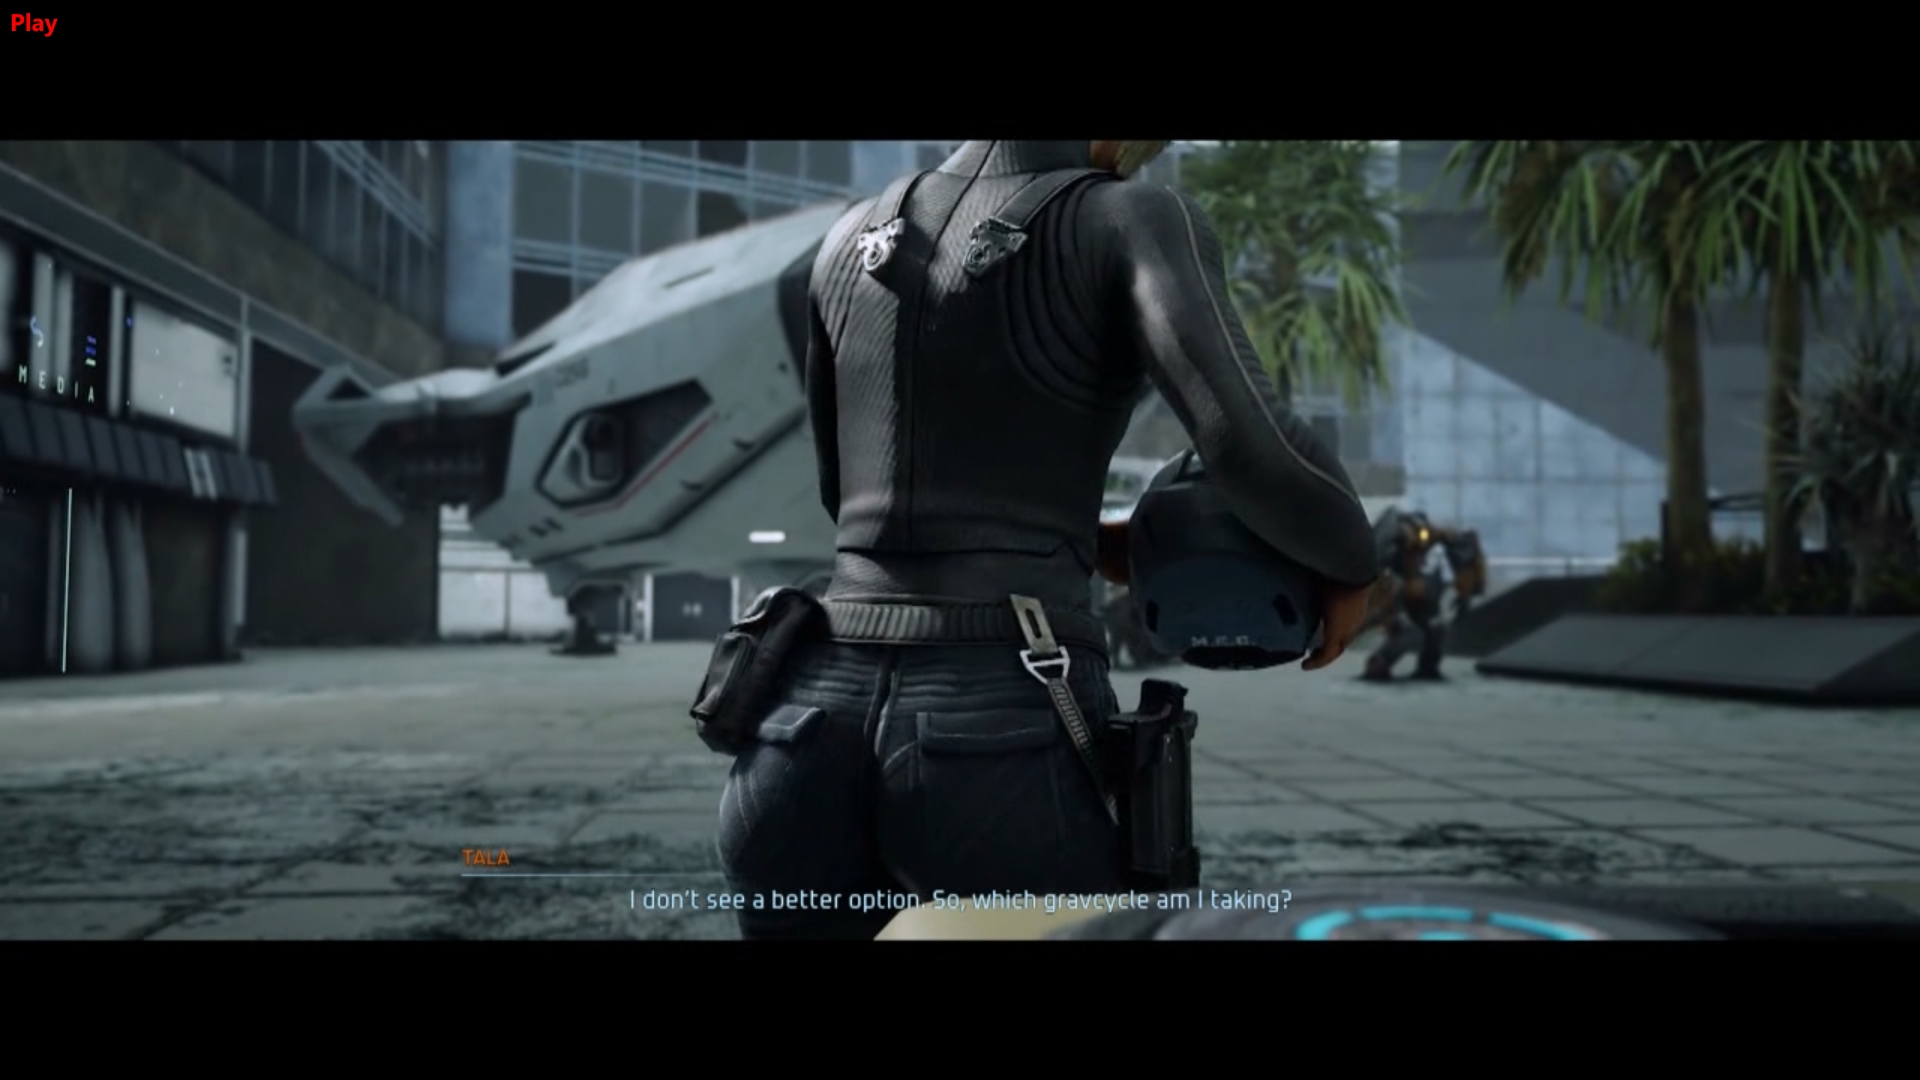 Play
MEDIA
M.E.C.
TALA
I don't see a better option. So, which gravcycle am I taking?